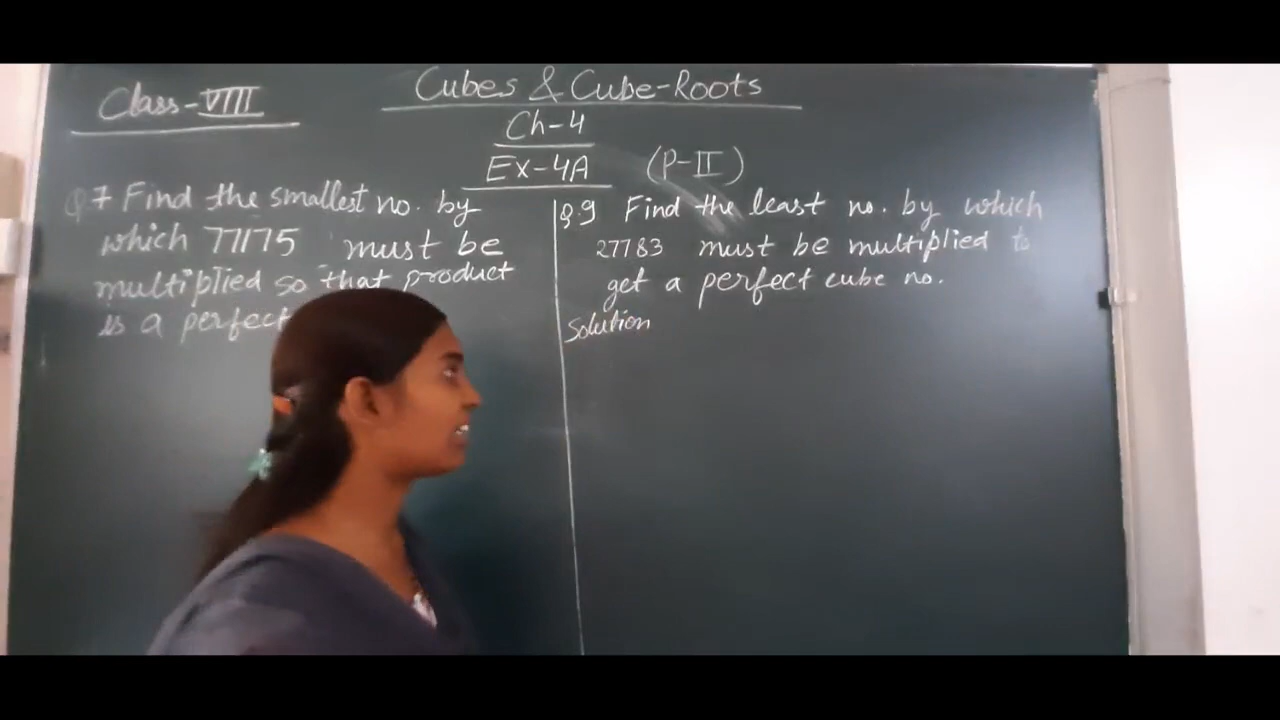 Class-VIII
Cubes & Cube-Roots
Ch-4
Ex-4A (P-II)
Q7 Find the smallest no. by
which 77175 must be
multiplied so that product
is a perfect
Q.9 Find the least no. by which
27783 must be multiplied to
get a perfect cube no.
Solution